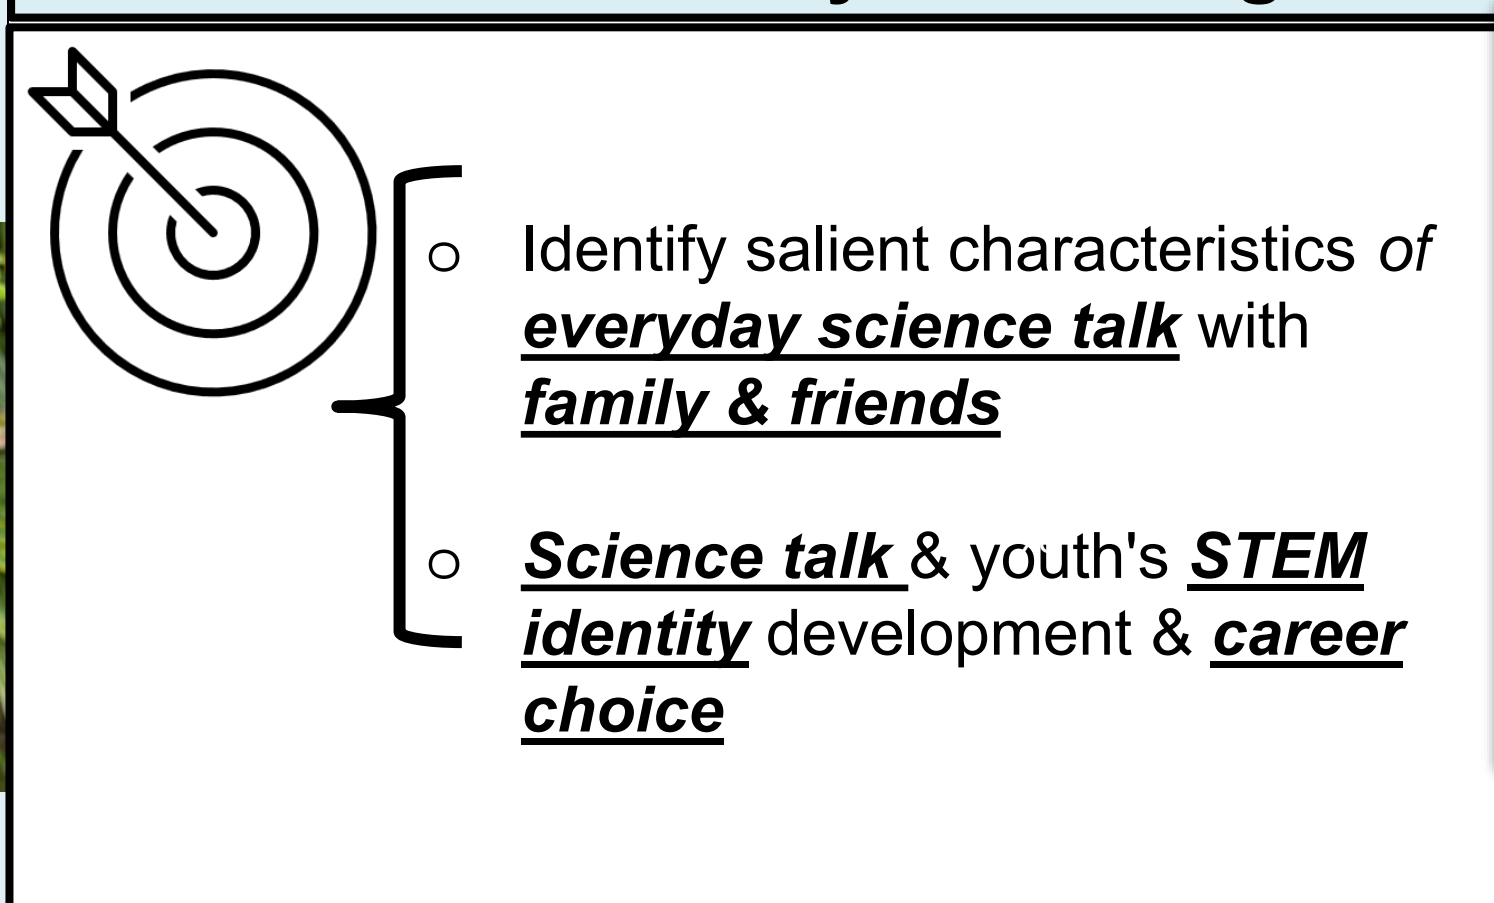 o Identify salient characteristics of
everyday science talk with
family & friends
o Science talk & youth's STEM
identity development & career
choice